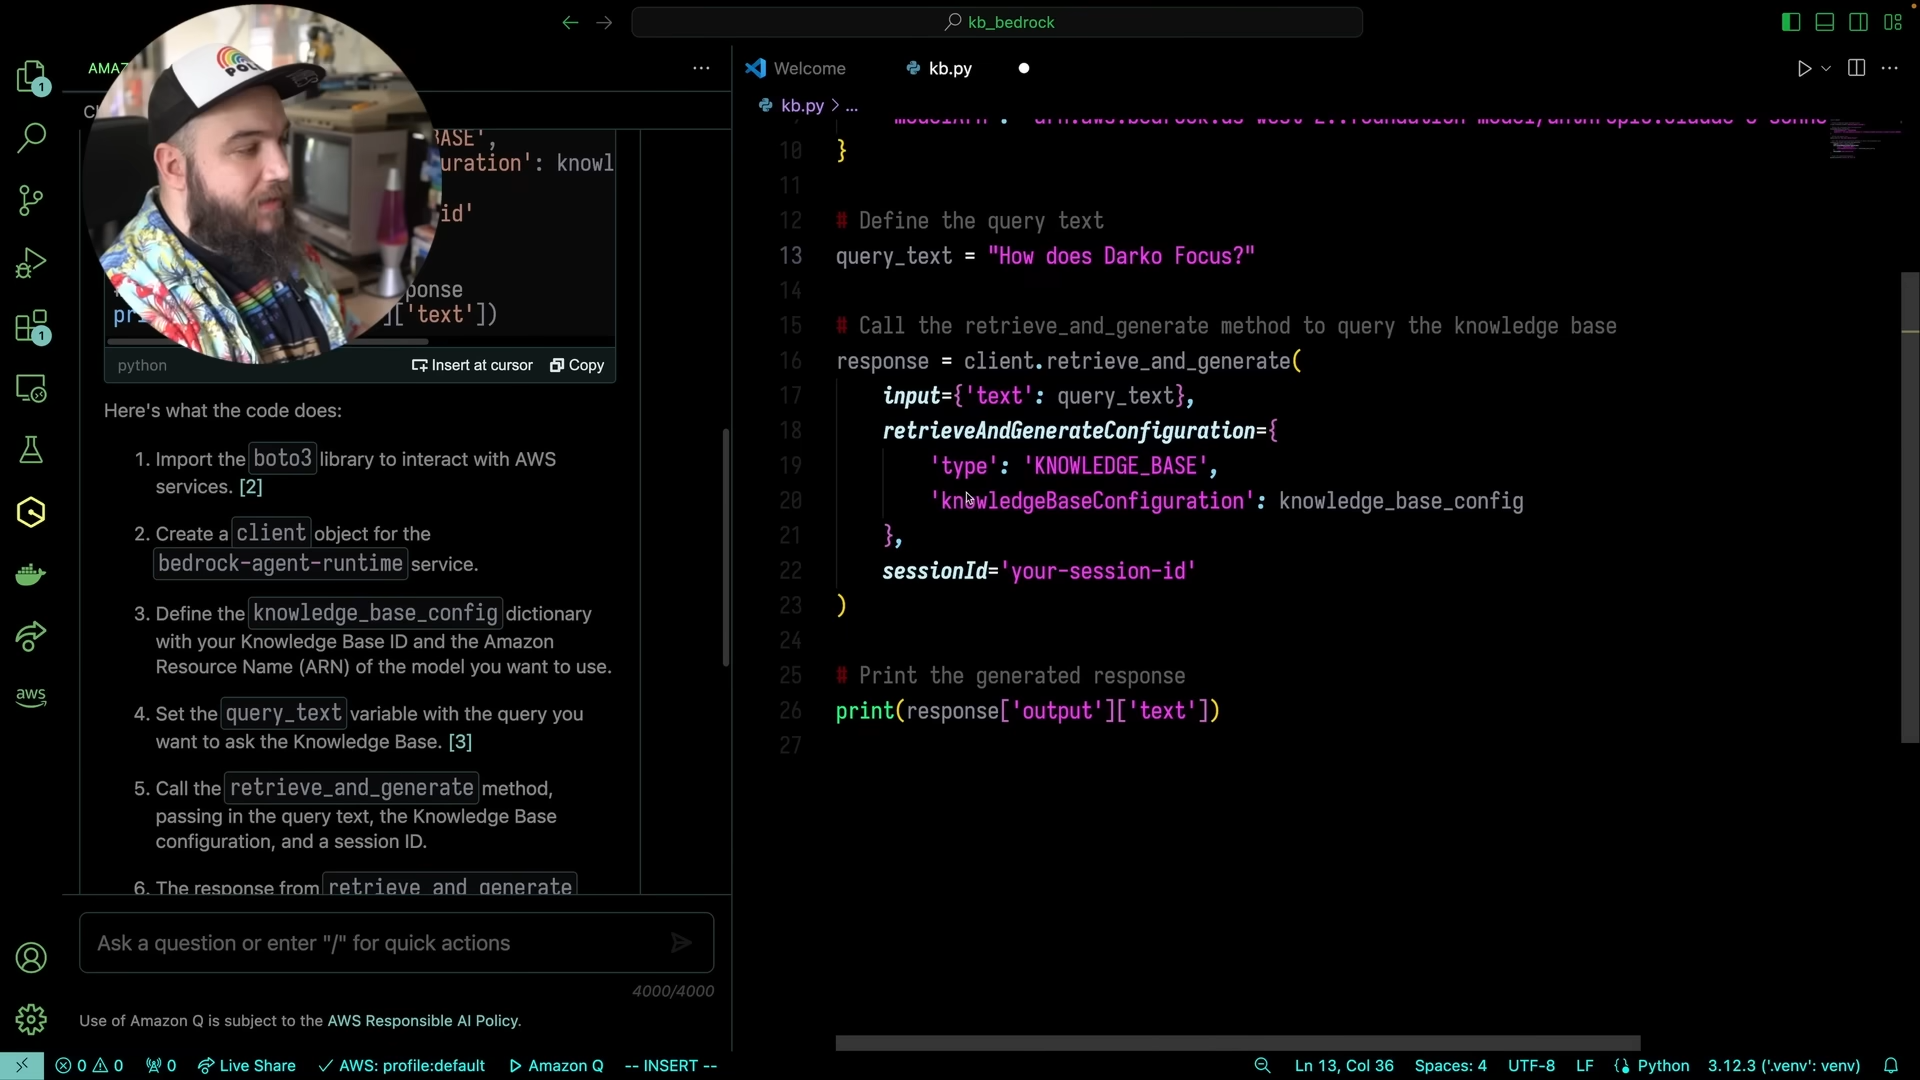 kb_bedrock
AMAZ
Welcome
kb.py
kb.py > ...
1
POL
BASE',
uration': knowl
id'
ponse
pri ]['text'])
python
Insert at cursor
Copy
Here's what the code does:
1. Import the boto3 library to interact with AWS
services. [2]
2. Create a client object for the
bedrock-agent-runtime service.
3. Define the knowledge_base_config dictionary
with your Knowledge Base ID and the Amazon
Resource Name (ARN) of the model you want to use.
4. Set the query_text variable with the query you
want to ask the Knowledge Base. [3]
5. Call the retrieve_and_generate method,
passing in the query text, the Knowledge Base
configuration, and a session ID.
6. The response from retrieve_and_generate
Ask a question or enter "/" for quick actions
4000/4000
Use of Amazon Q is subject to the AWS Responsible AI Policy.
1
aws
10 }
11
12 # Define the query text
13 query_text = "How does Darko Focus?"
14
15 # Call the retrieve_and_generate method to query the knowledge base
16 response = client.retrieve_and_generate(
17 input={'text': query_text},
18 retrieveAndGenerateConfiguration={
19 'type': 'KNOWLEDGE_BASE',
20 'knowledgeBaseConfiguration': knowledge_base_config
21 },
22 sessionId='your-session-id'
23 )
24
25 # Print the generated response
26 print(response['output']['text'])
27
0 0 0 Live Share AWS: profile:default Amazon Q -- INSERT -- Ln 13, Col 36 Spaces: 4 UTF-8 LF Python 3.12.3 ('.venv': venv)